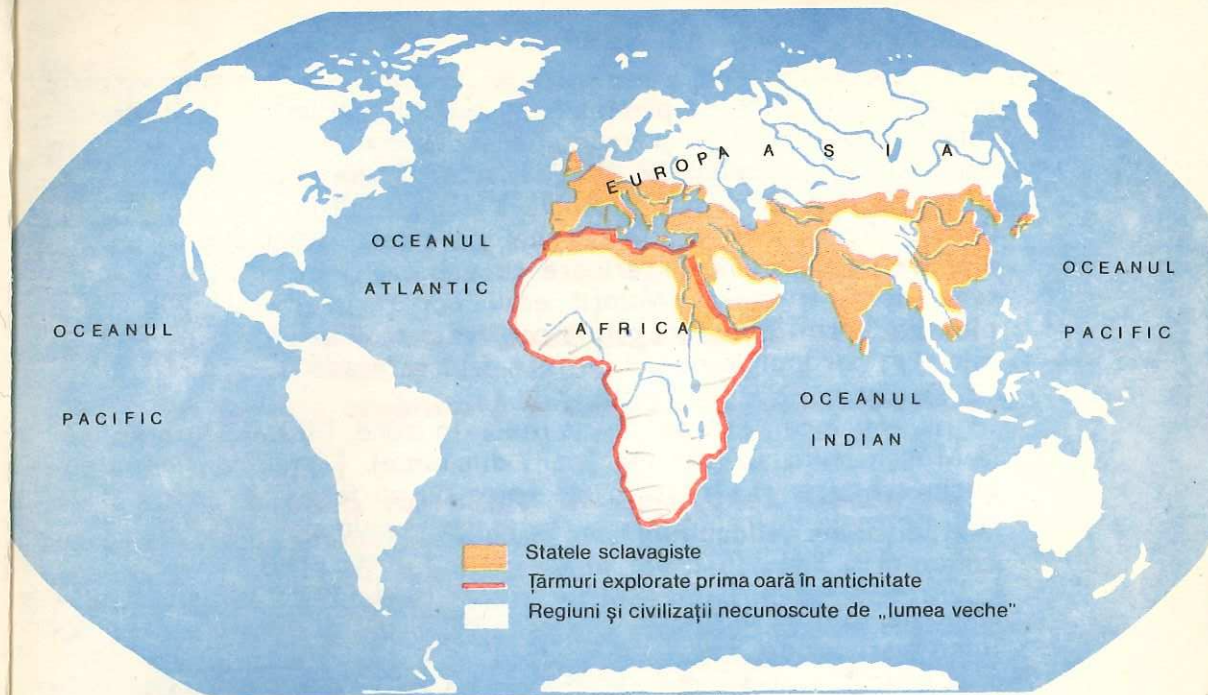 EUROPA
ASIA
OCEANUL
ATLANTIC
AFRICA
OCEANUL
PACIFIC
OCEANUL
PACIFIC
OCEANUL
INDIAN
Statele sclavagiste
Țărmuri explorate prima oară în antichitate
Regiuni și civilizații necunoscute de „lumea veche"